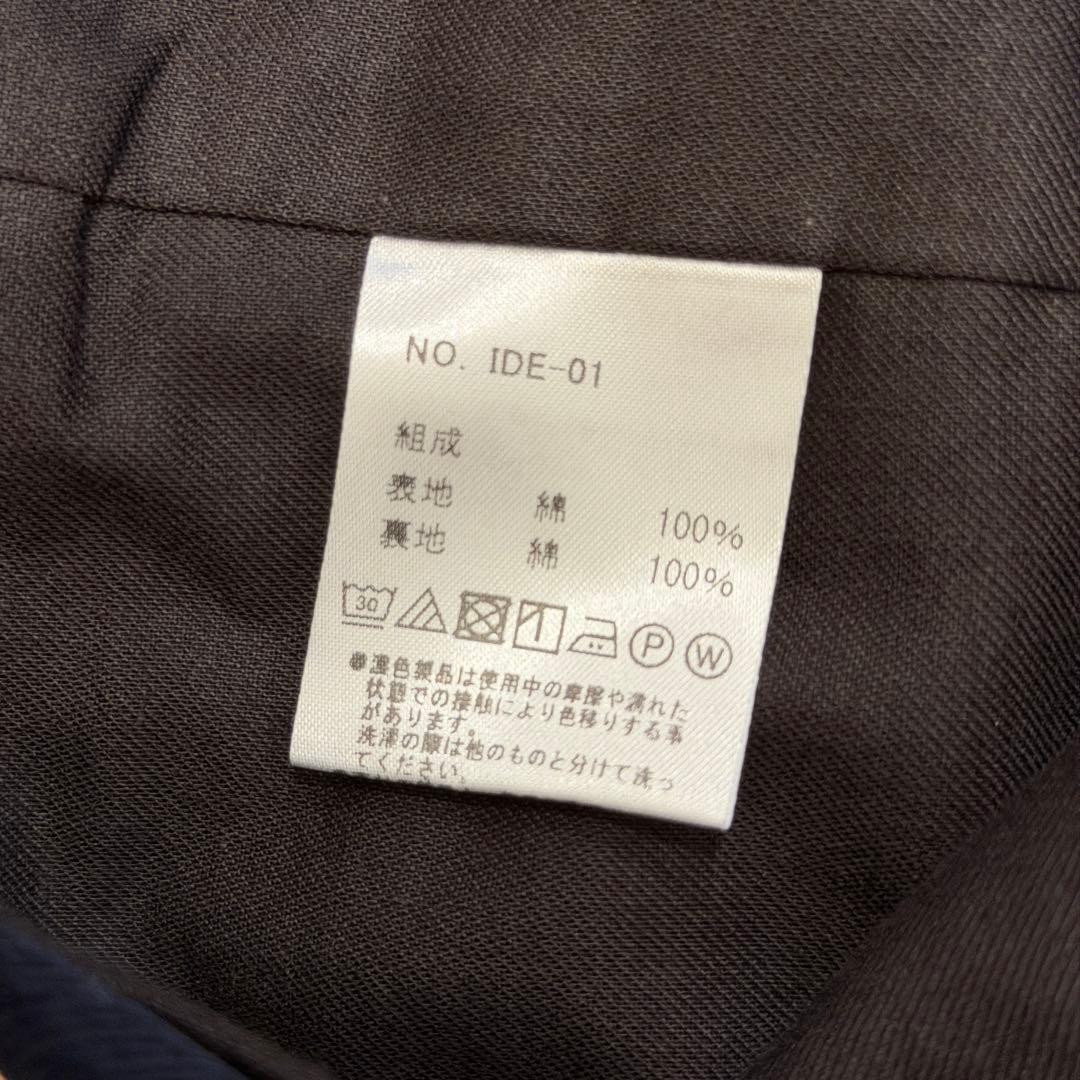 NO. IDE-01
組成
表地 綿 100%
裏地 綿 100%
30 P W
●濃色製品は使用中の摩擦や濡れた
状態での接触により色移りする事
があります。
洗濯の際は他のものと分けて洗っ
てください。